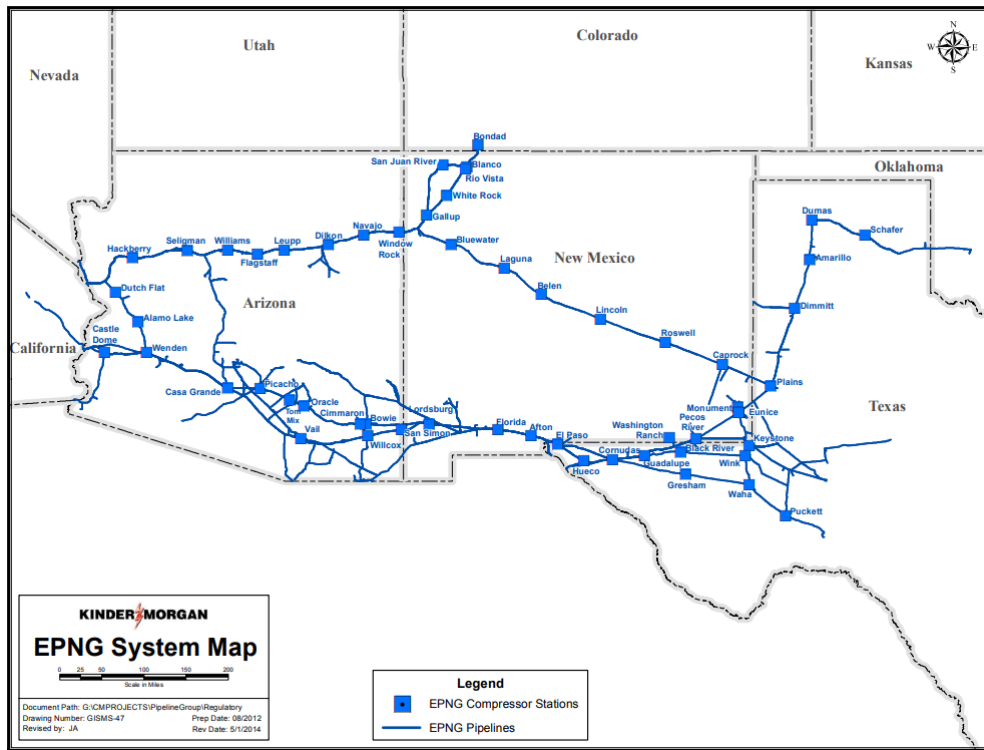 N
W E
S
Utah
Colorado
Nevada
Kansas
Bondad
San Juan River
Blanco
Rio Vista
Oklahoma
White Rock
Dumas
Gallup
Schafer
Navajo
Seligman
Williams
Leupp
Dilkon
Hackberry
Flagstaff
Window
Rock
Bluewater
New Mexico
Amarillo
Laguna
Dutch Flat
Belen
Arizona
Dimmitt
Lincoln
Alamo Lake
Castle
Dome
California
Wenden
Roswell
Caprock
Casa Grande
Picacho
Plains
Oracle
Tom
Mix
Cimmaron
Bowie
Lordsburg
Monument
Eunice
Texas
Pecos
River
Washington
Ranch
Vail
Willcox
San Simon
Florida
Afton
El Paso
Keystone
Cornudas
Black River
Hueco
Guadalupe
Wink
Gresham
Waha
Puckett
KINDER MORGAN
EPNG System Map
0 25 50 100 150 200
Scale in Miles
Document Path: G:\CMPROJECTS\PipelineGroup\Regulatory
Drawing Number: GISMS-47 Prep Date: 08/2012
Revised by: JA Rev Date: 5/1/2014
Legend
EPNG Compressor Stations
EPNG Pipelines